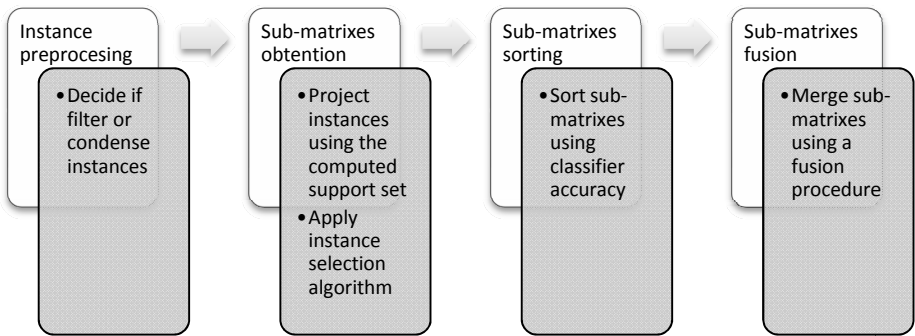 Instance
preprocesing
• Decide if
filter or
condense
instances
Sub-matrixes
obtention
• Project
instances
using the
computed
support set
• Apply
instance
selection
algorithm
Sub-matrixes
sorting
• Sort sub-
matrixes
using
classifier
accuracy
Sub-matrixes
fusion
• Merge sub-
matrixes
using a
fusion
procedure